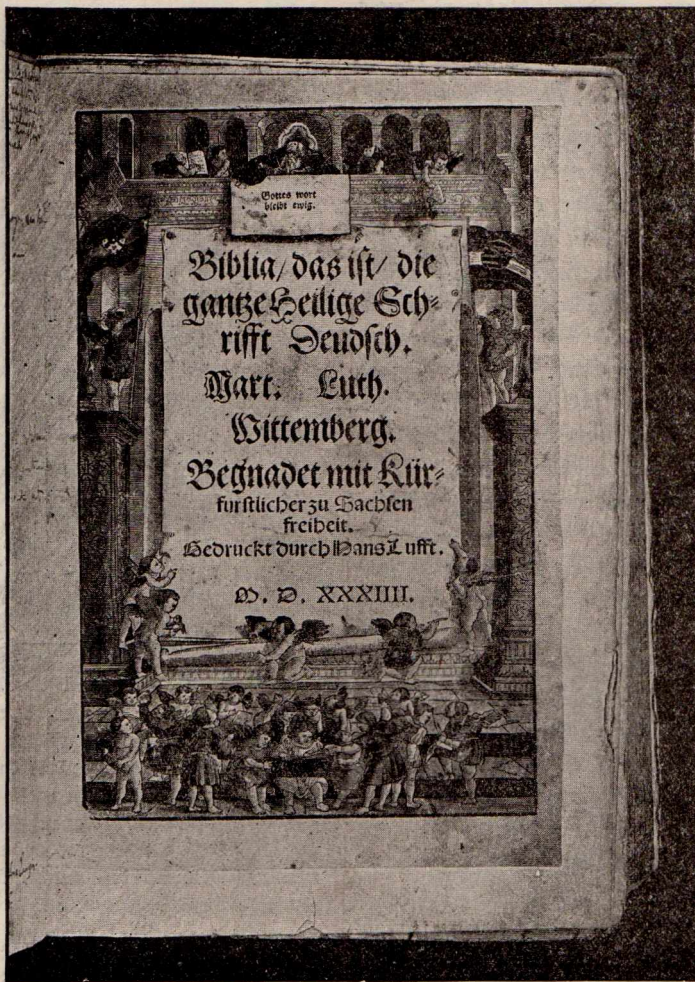 Gottes wort
bleibt ewig.
Biblia/ das ist/ die
gantze Heilige Sch⸗
rifft Deudsch.
Mart. Luth.
Wittemberg.
Begnadet mit Kür⸗
furstlicher zu Sachsen
freiheit.
Gedruckt durch Hans Lufft.
M. D. XXXIIII.